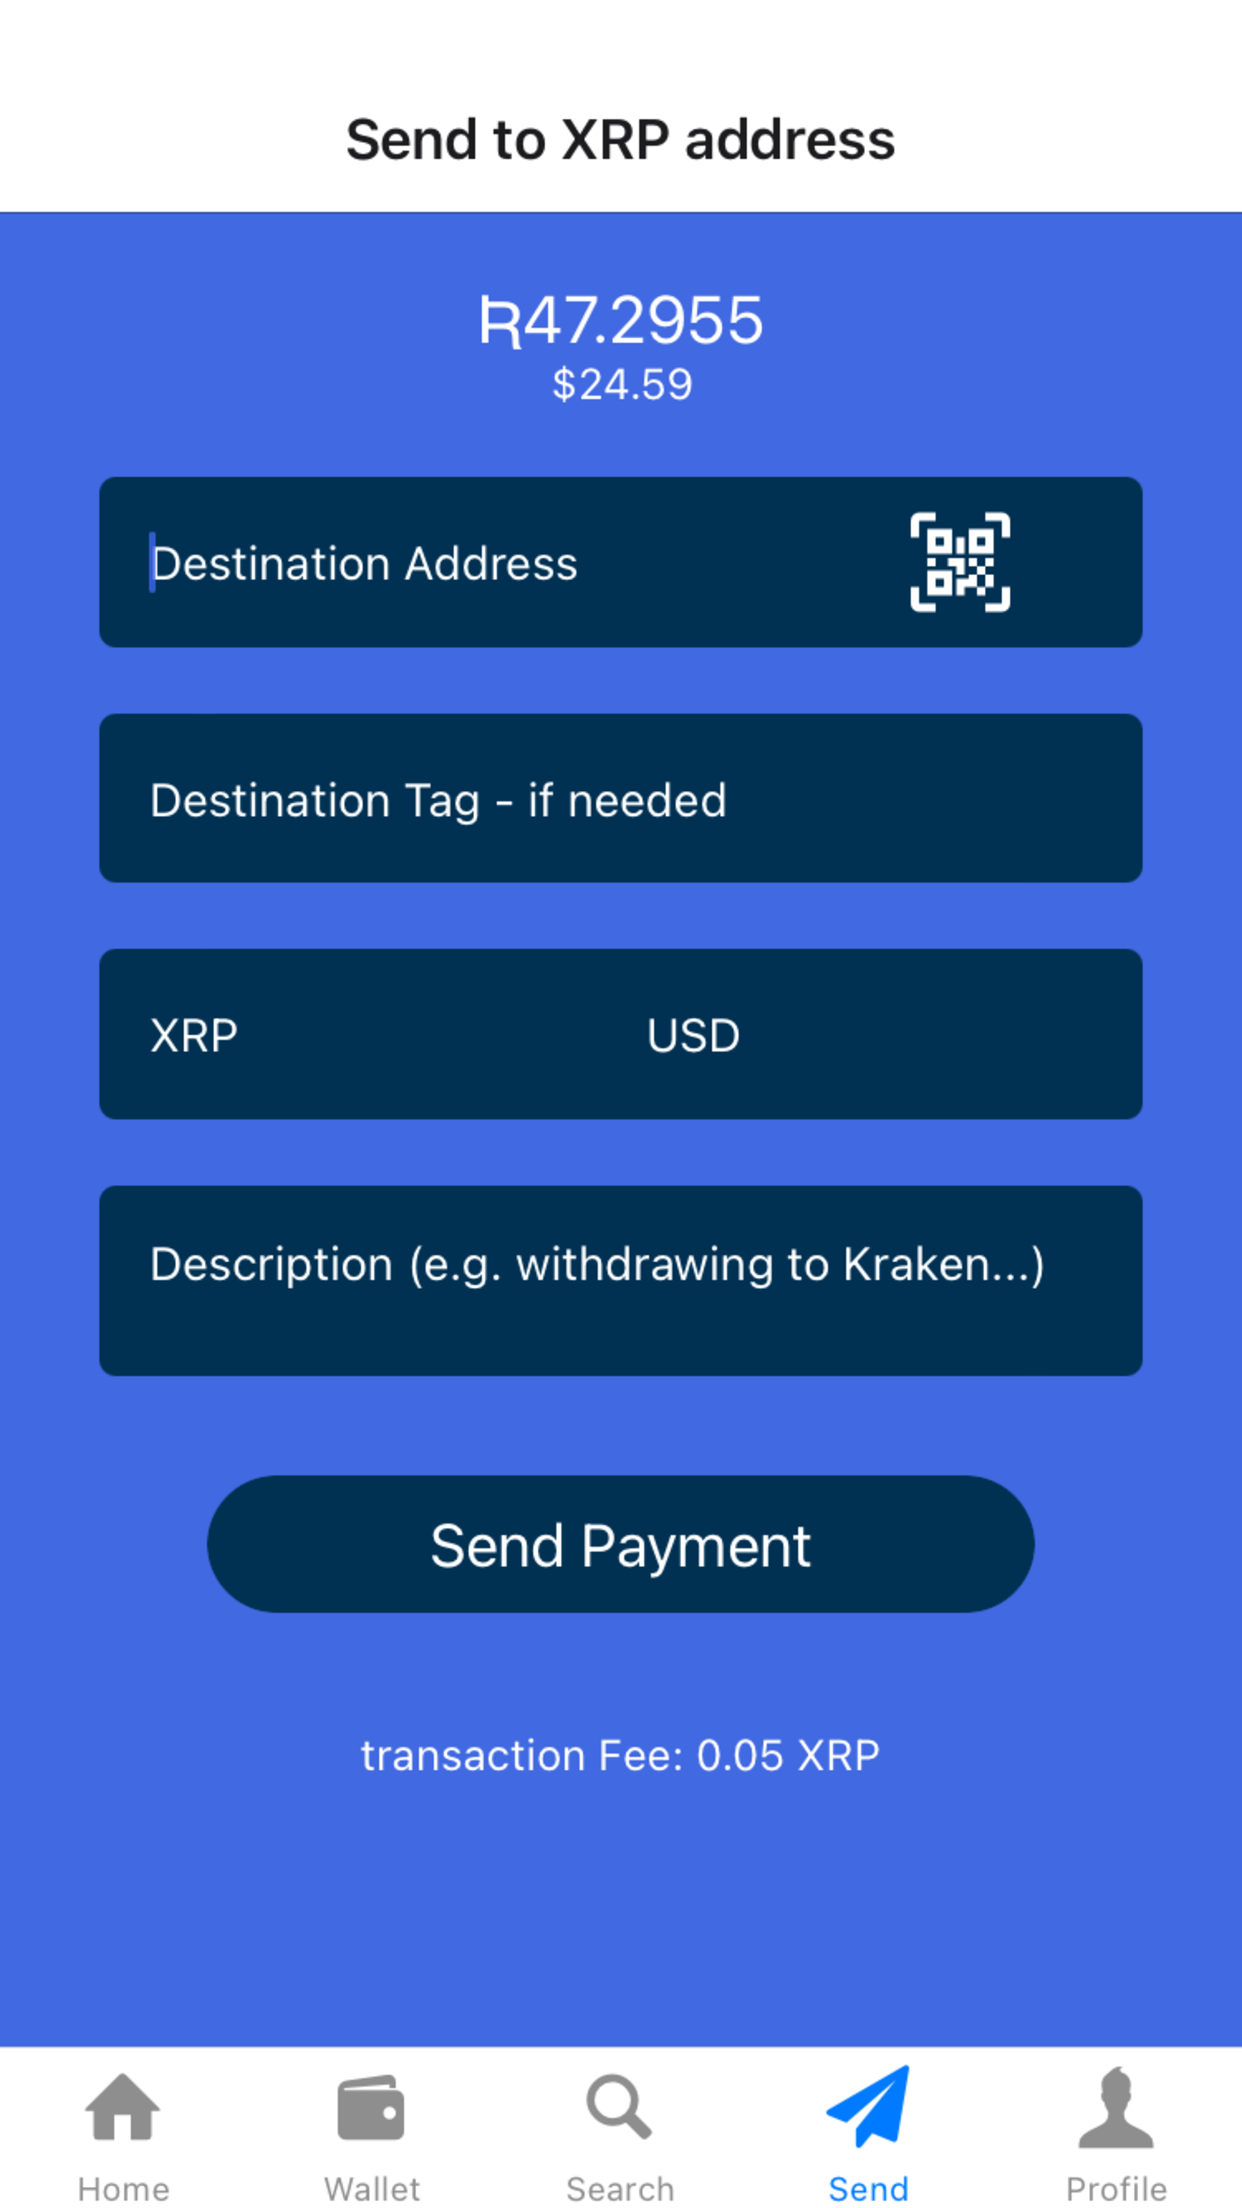 Send to XRP address
Ʀ47.2955
$24.59
Destination Address
Destination Tag - if needed
XRP USD
Description (e.g. withdrawing to Kraken...)
Send Payment
transaction Fee: 0.05 XRP
Home Wallet Search Send Profile